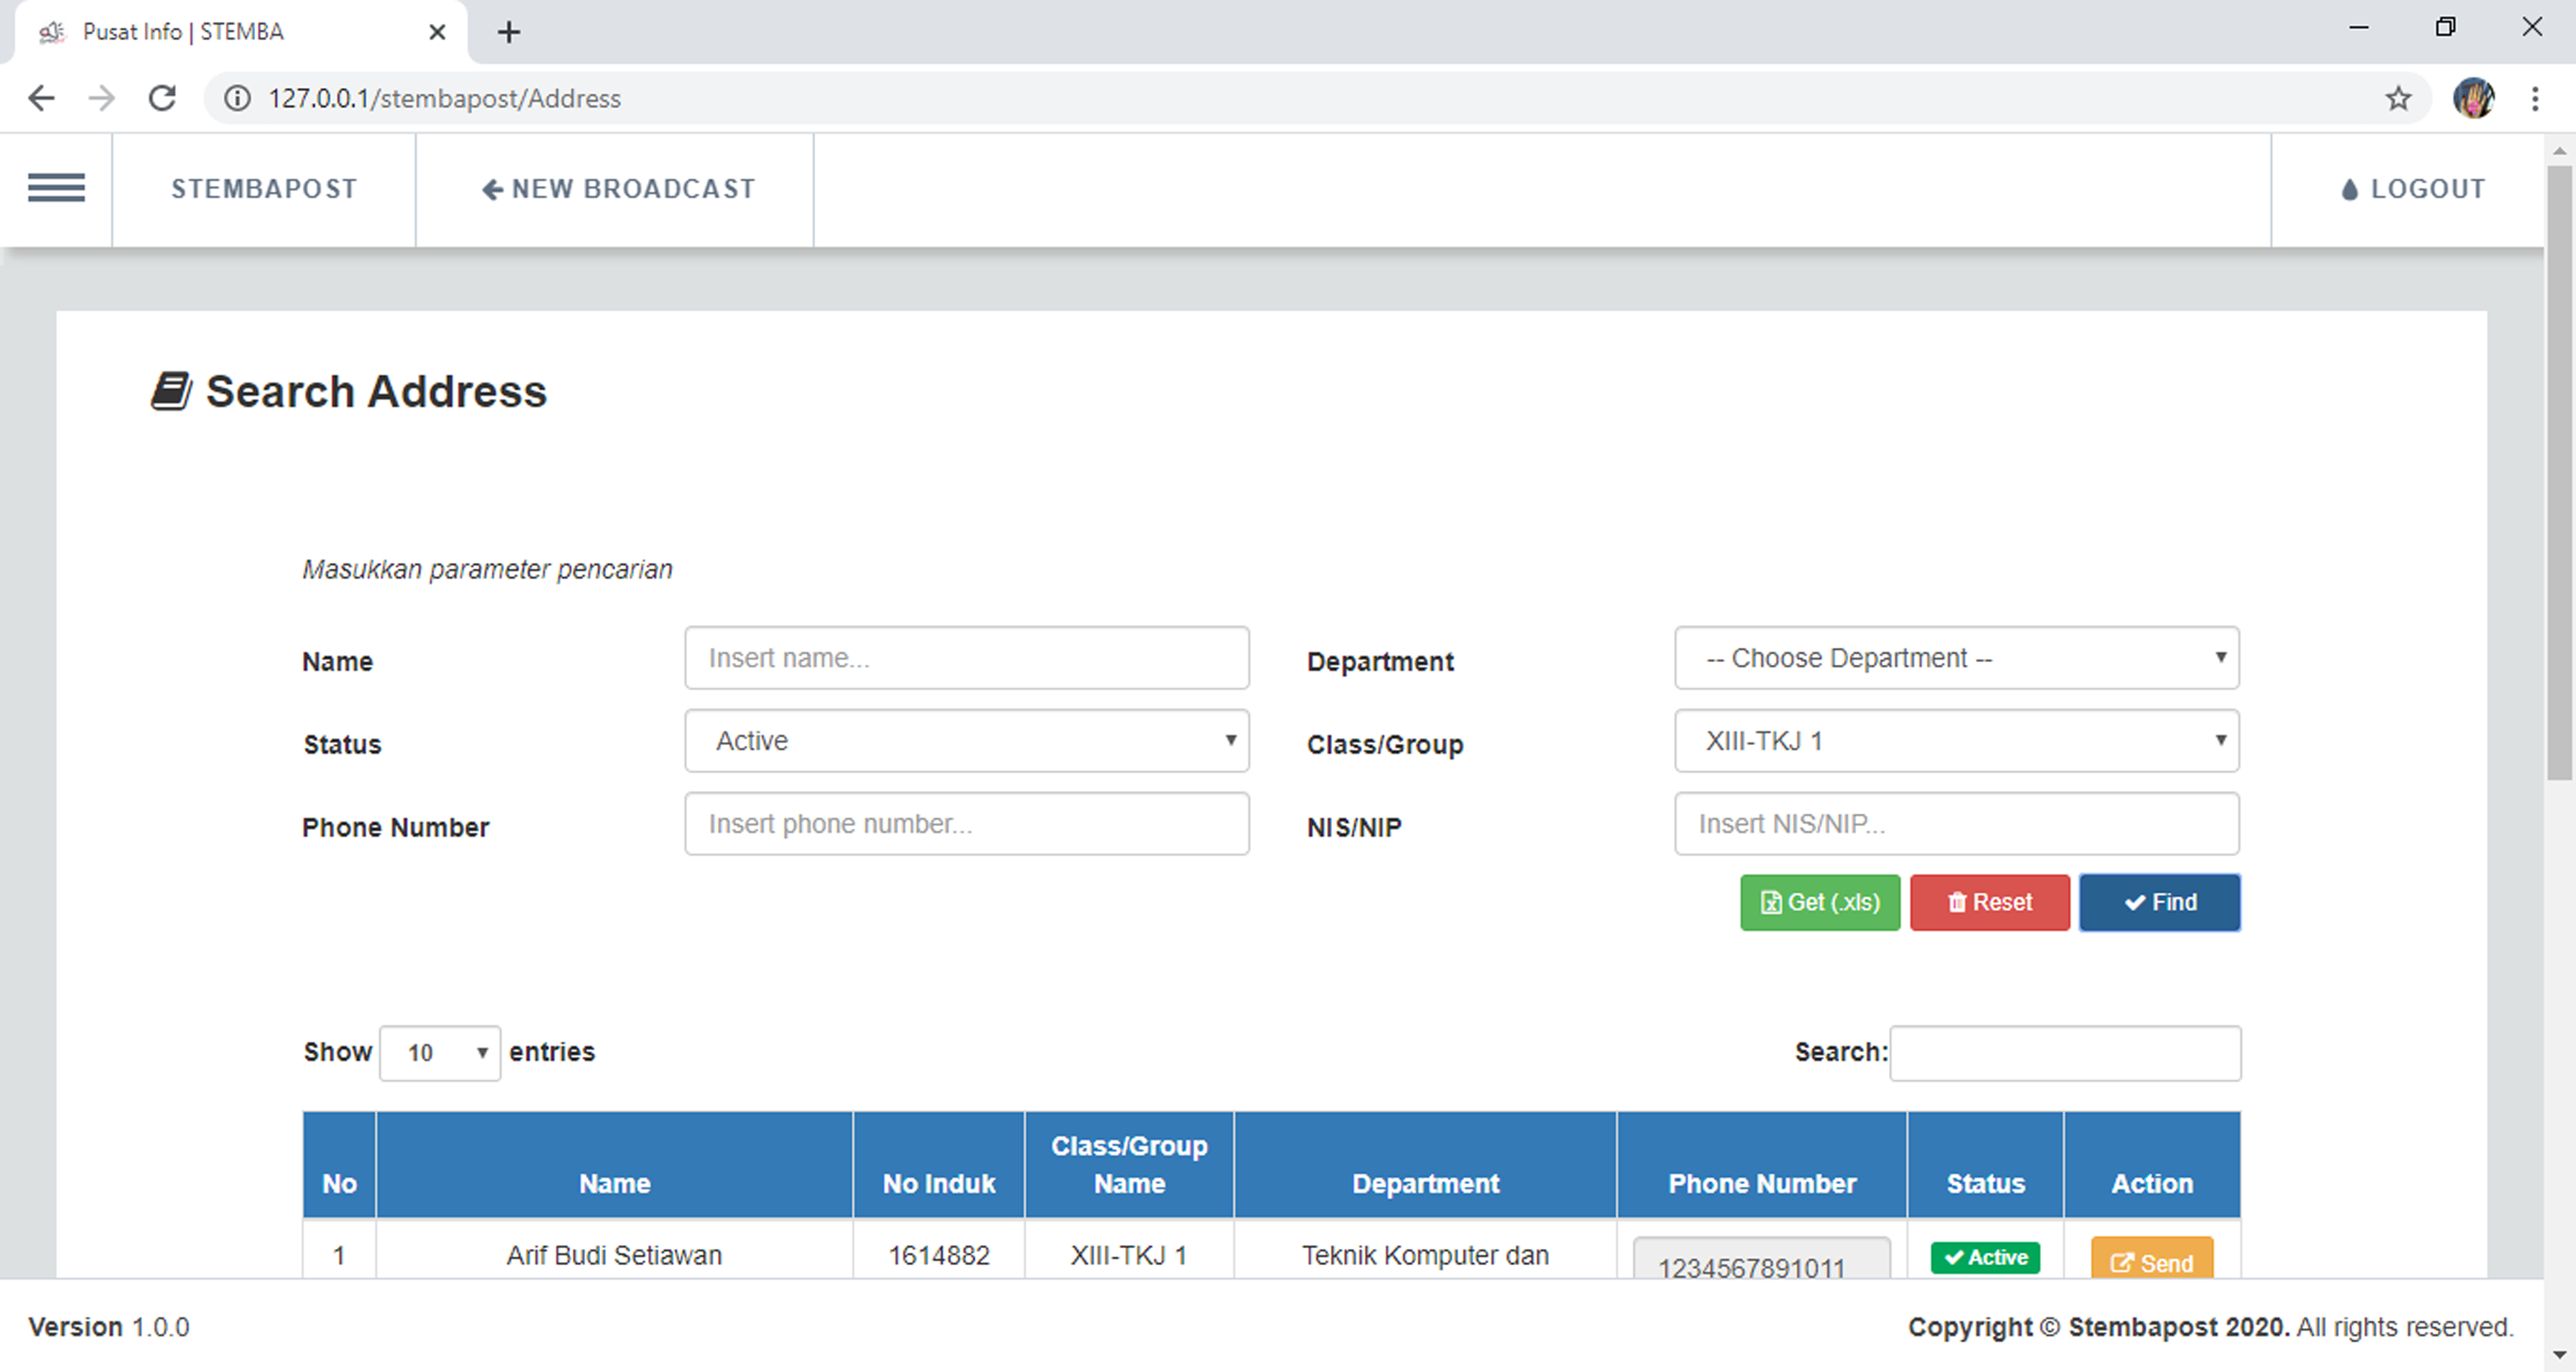 Pusat Info | STEMBA
127.0.0.1/stembapost/Address
STEMBAPOST
NEW BROADCAST
LOGOUT
Search Address
Masukkan parameter pencarian
Name
Insert name...
Department
-- Choose Department --
Status
Active
Class/Group
XIII-TKJ 1
Phone Number
Insert phone number...
NIS/NIP
Insert NIS/NIP...
Get (.xls)
Reset
Find
Show 10 entries
Search:
No
Name
No Induk
Class/Group
Name
Department
Phone Number
Status
Action
1
Arif Budi Setiawan
1614882
XIII-TKJ 1
Teknik Komputer dan
1234567891011
Active
Send
Version 1.0.0
Copyright © Stembapost 2020. All rights reserved.